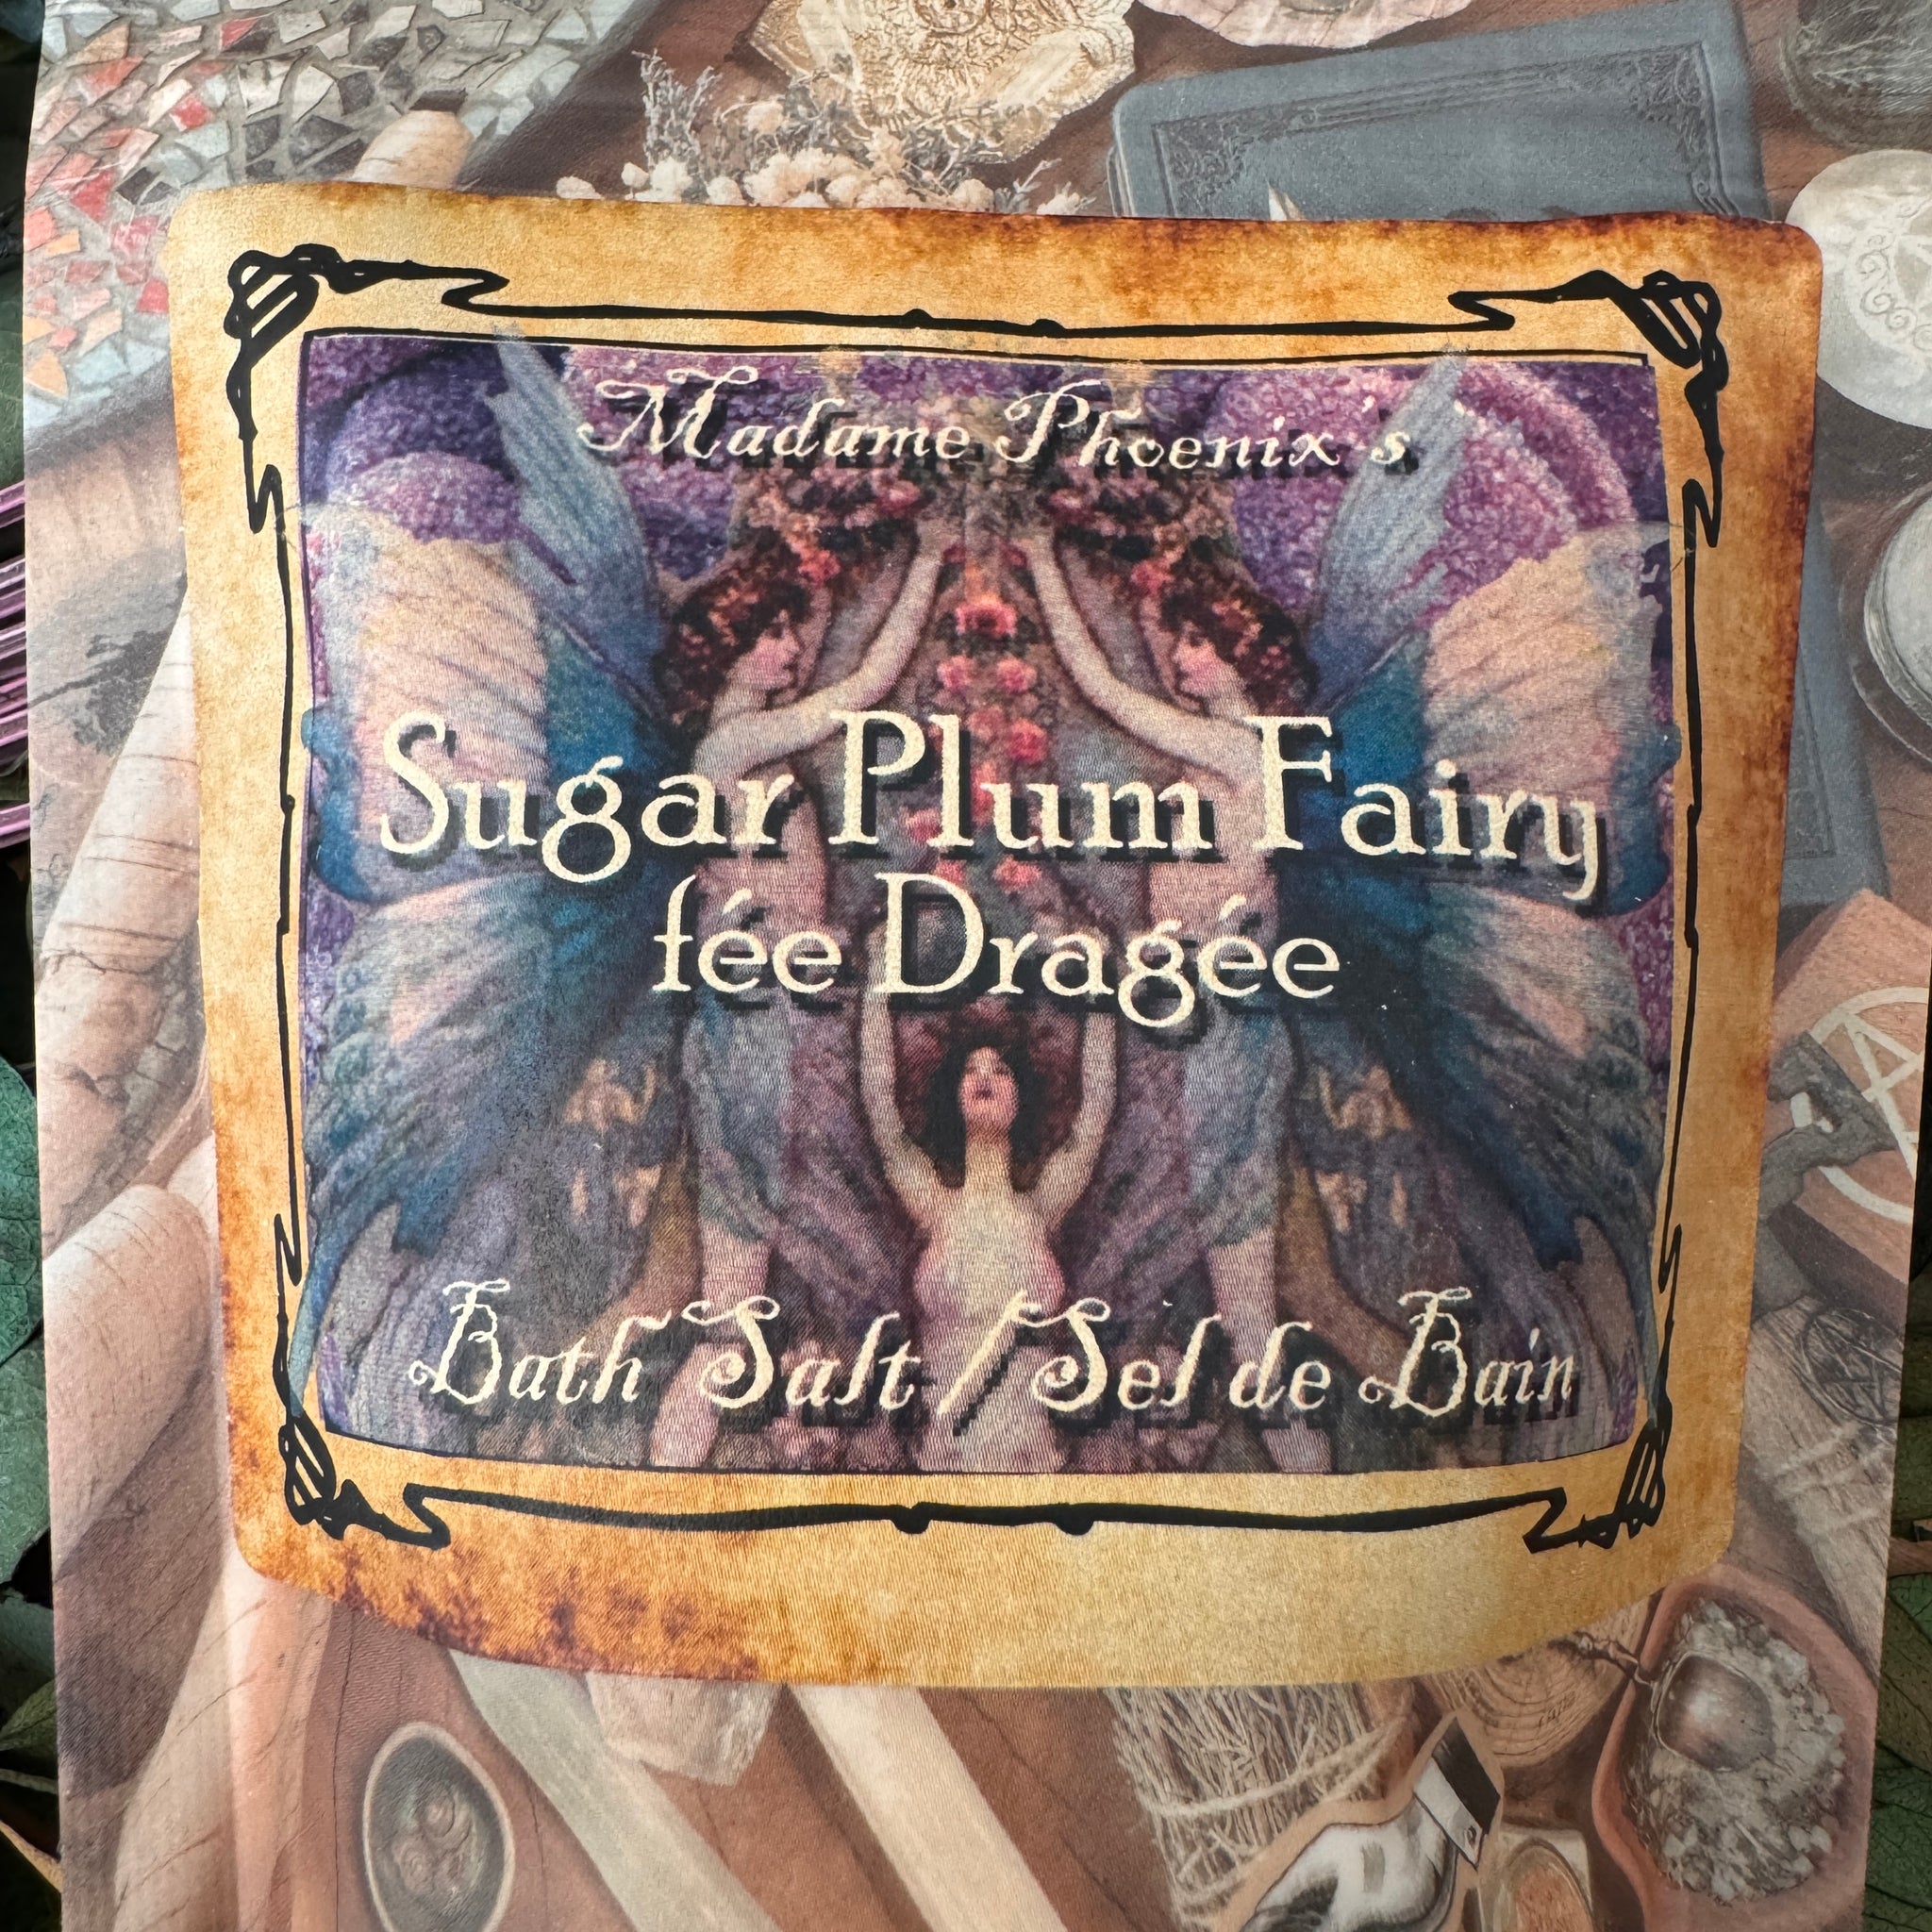 Madame Phoenix's
Sugar Plum Fairy
fée Dragée
Bath Salt / Sel de Bain